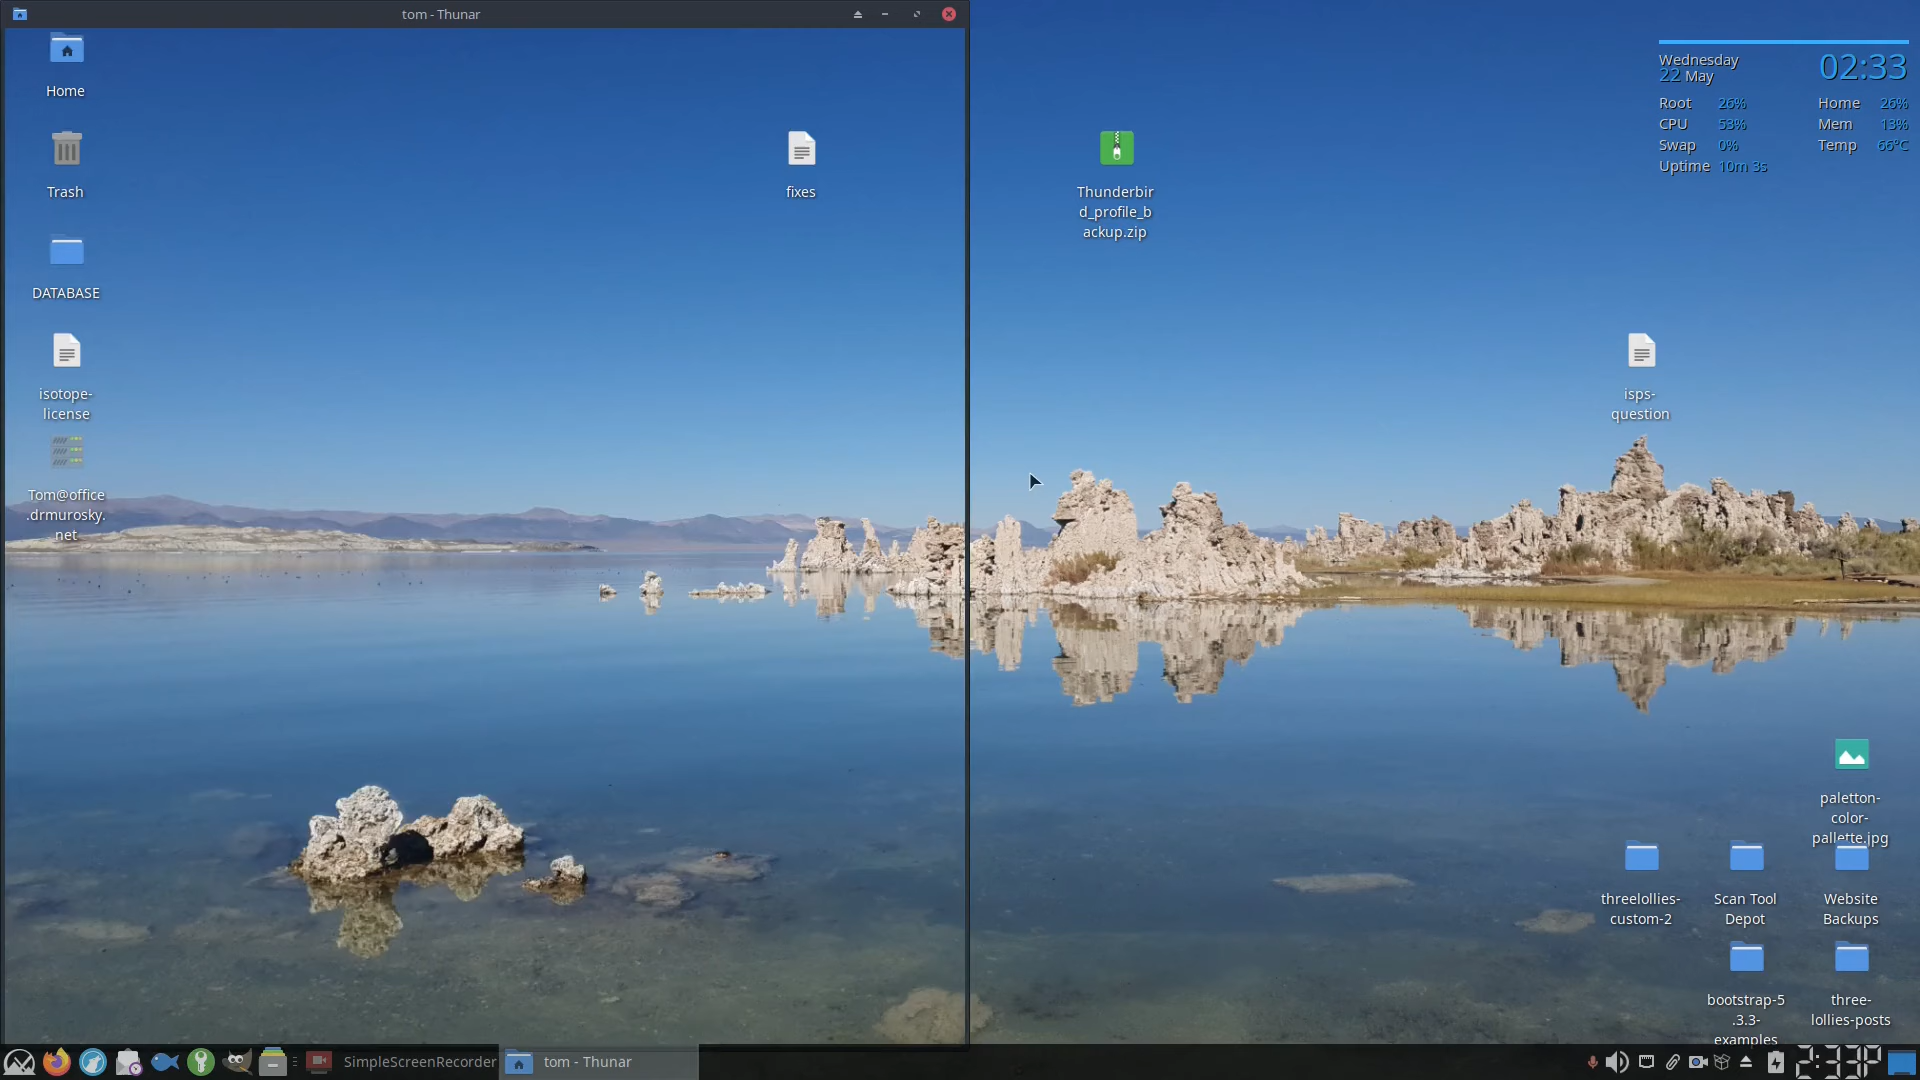 tom - Thunar
Home
Trash
DATABASE
isotope-
license
Tom@office
.drmurosky.
net
fixes
Thunderbir
d_profile_b
ackup.zip
Wednesday
22 May
02:33
Root 26% Home 26%
CPU 53% Mem 13%
Swap 0% Temp 66°C
Uptime 10m 3s
isps-
question
paletton-
color-
pallette.jpg
threelollies-
custom-2
Scan Tool
Depot
Website
Backups
bootstrap-5
.3.3-
examples
three-
lollies-posts
SimpleScreenRecorder
tom - Thunar
2:33P